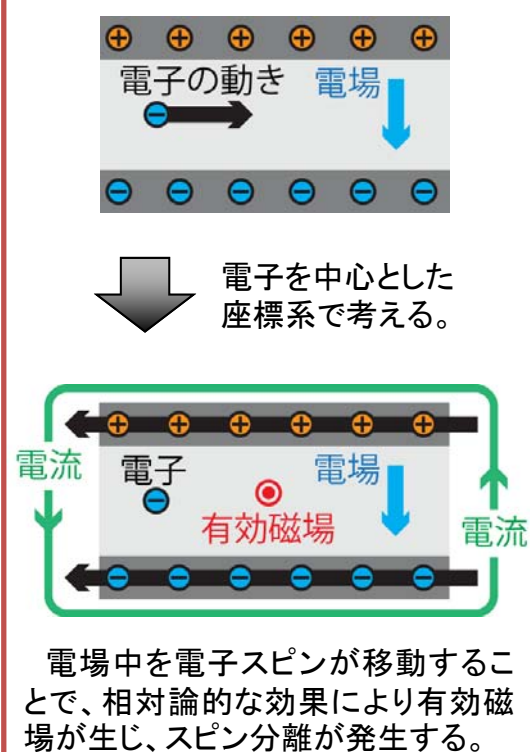 電子の動き 電場
電子を中心とした
座標系で考える。
電流
電子 電場
有効磁場
電流
電場中を電子スピンが移動するこ
とで、相対論的な効果により有効磁
場が生じ、スピン分離が発生する。